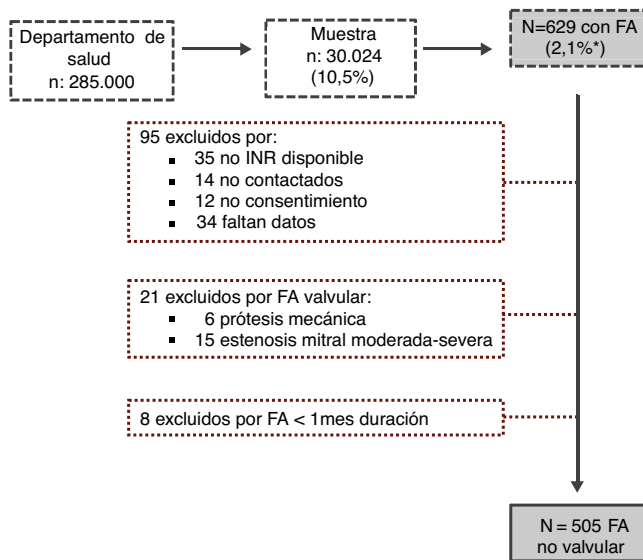 Departamento de
salud
n: 285.000
Muestra
n: 30.024
(10,5%)
N=629 con FA
(2,1%*)
95 excluidos por:
▪ 35 no INR disponible
▪ 14 no contactados
▪ 12 no consentimiento
▪ 34 faltan datos
21 excluidos por FA valvular:
▪ 6 prótesis mecánica
▪ 15 estenosis mitral moderada-severa
8 excluidos por FA < 1mes duración
N = 505 FA
no valvular